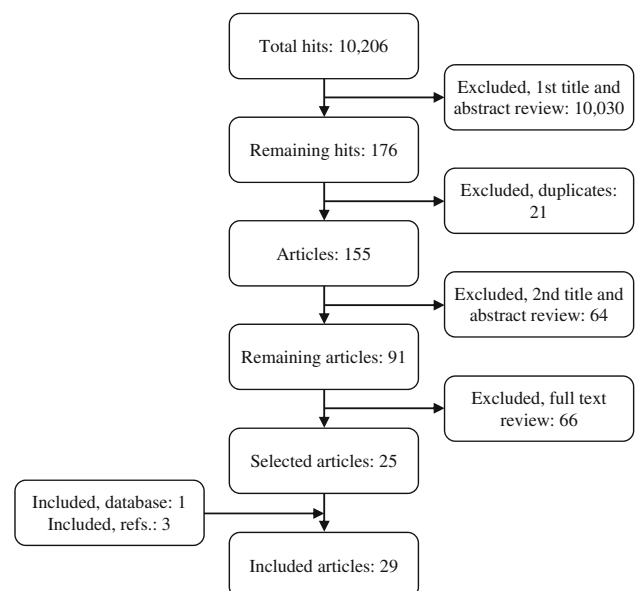 Total hits: 10,206
Excluded, 1st title and
abstract review: 10,030
Remaining hits: 176
Excluded, duplicates:
21
Articles: 155
Excluded, 2nd title and
abstract review: 64
Remaining articles: 91
Excluded, full text
review: 66
Selected articles: 25
Included, database: 1
Included, refs.: 3
Included articles: 29